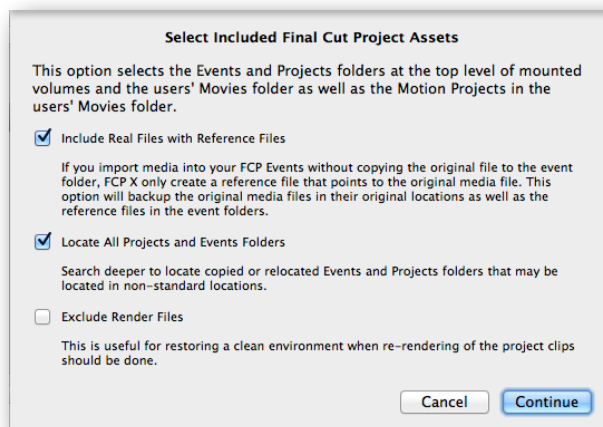 Select Included Final Cut Project Assets
This option selects the Events and Projects folders at the top level of mounted
volumes and the users' Movies folder as well as the Motion Projects in the
users' Movies folder.
Include Real Files with Reference Files
If you import media into your FCP Events without copying the original file to the event
folder, FCP X only create a reference file that points to the original media file. This
option will backup the original media files in their original locations as well as the
reference files in the event folders.
Locate All Projects and Events Folders
Search deeper to locate copied or relocated Events and Projects folders that may be
located in non-standard locations.
Exclude Render Files
This is useful for restoring a clean environment when re-rendering of the project clips
should be done.
Cancel
Continue